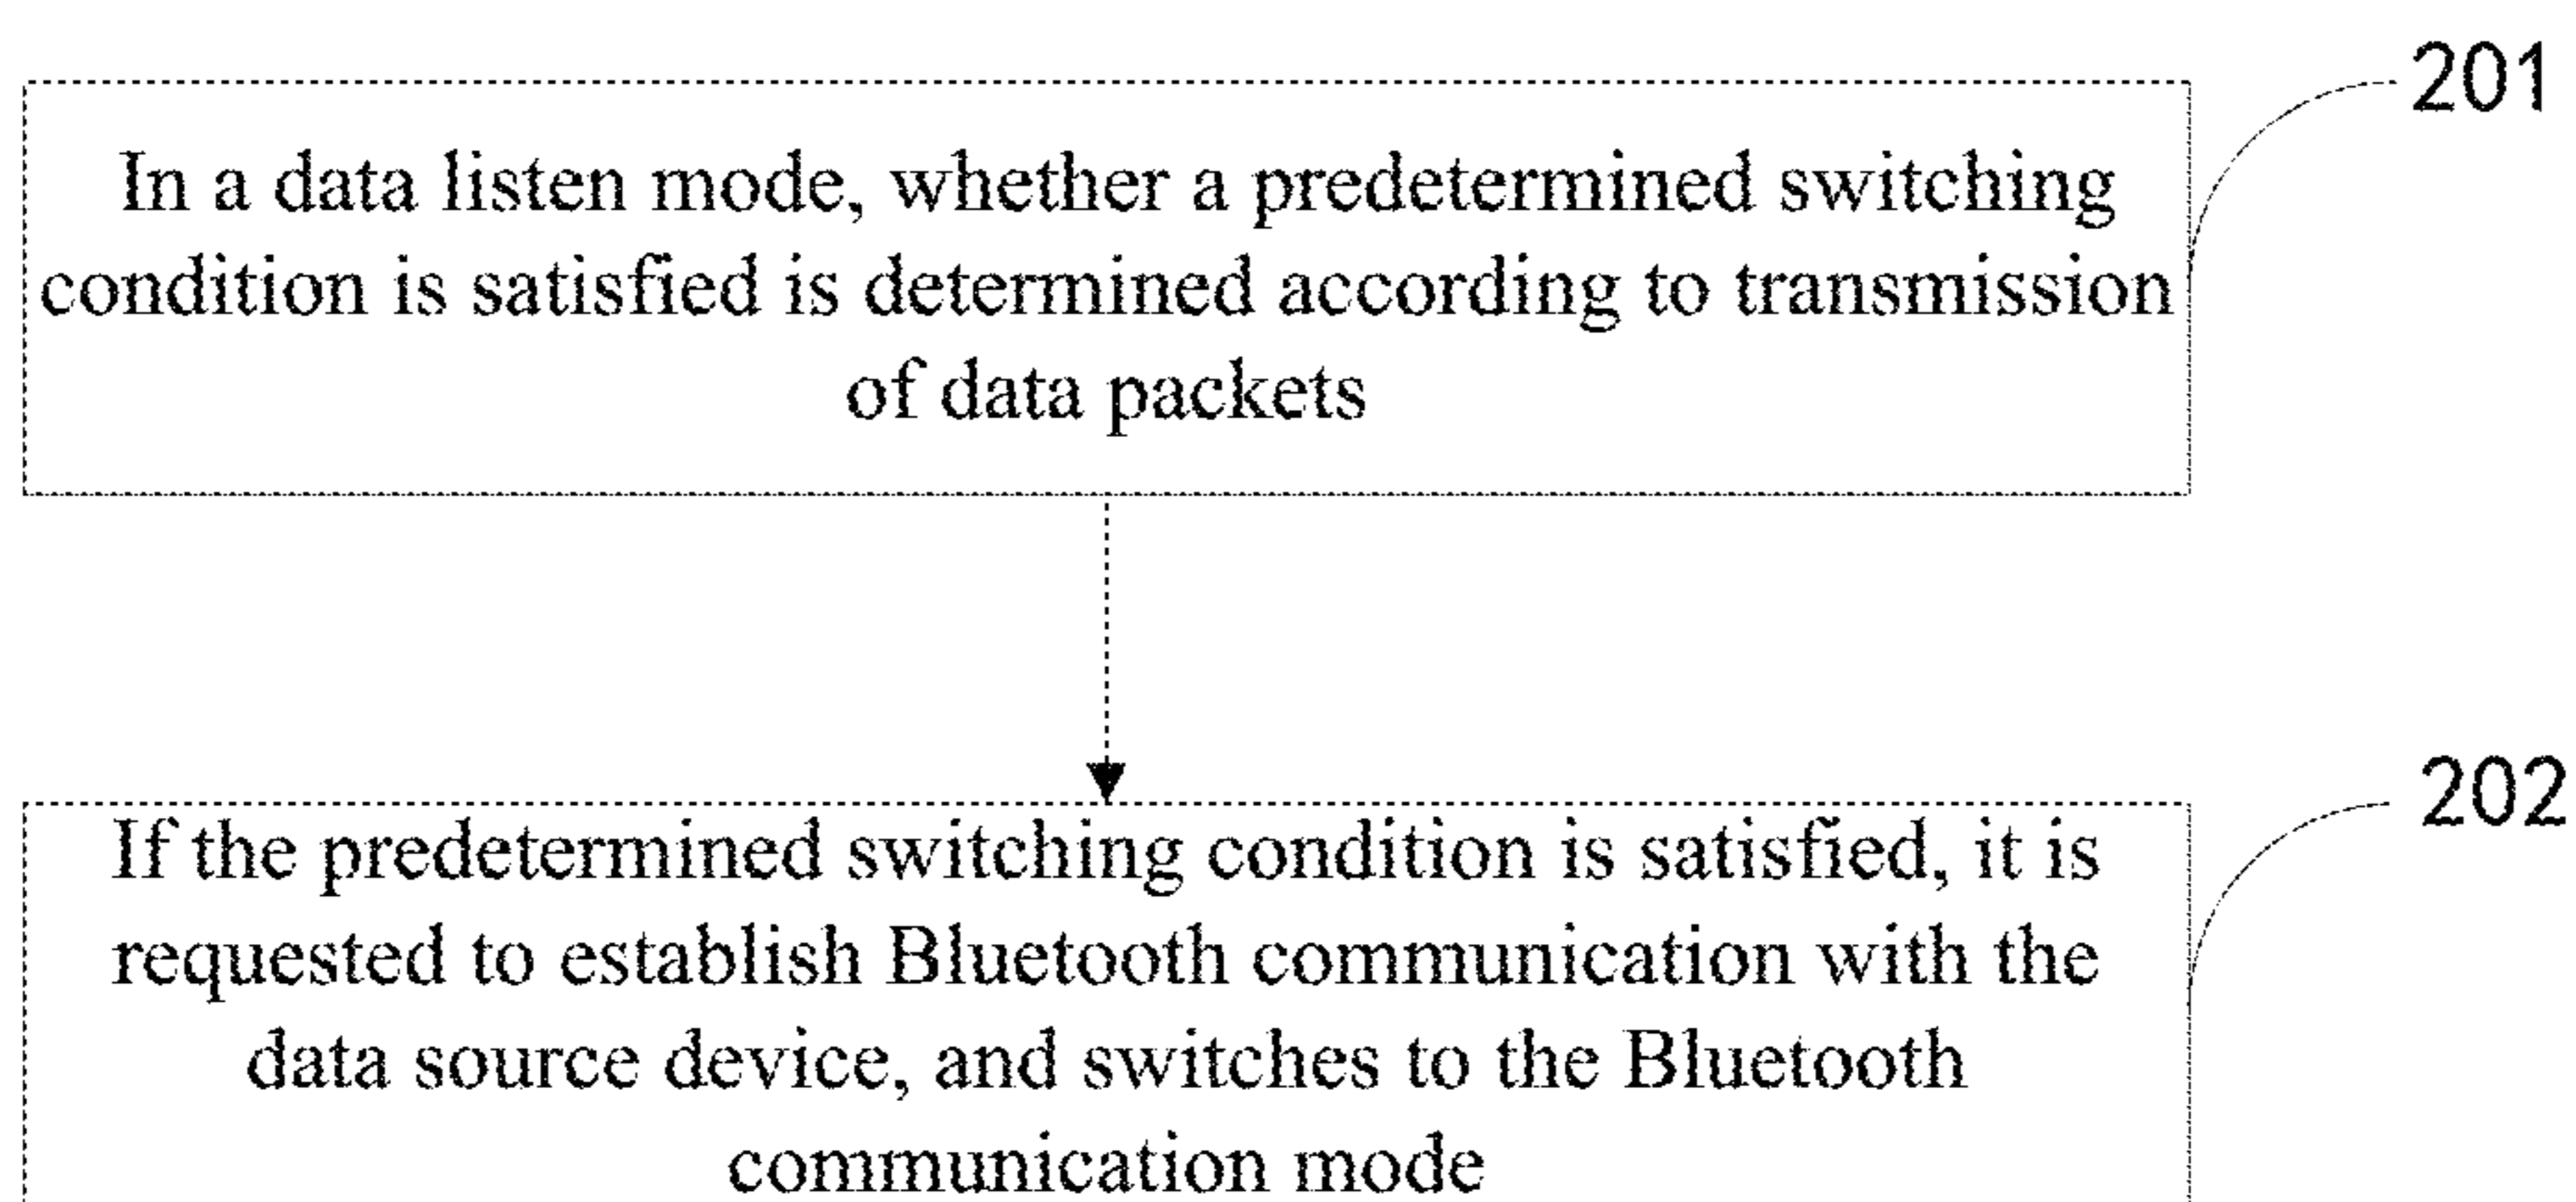 201
In a data listen mode, whether a predetermined switching
condition is satisfied is determined according to transmission
of data packets
202
If the predetermined switching condition is satisfied, it is
requested to establish Bluetooth communication with the
data source device, and switches to the Bluetooth
communication mode